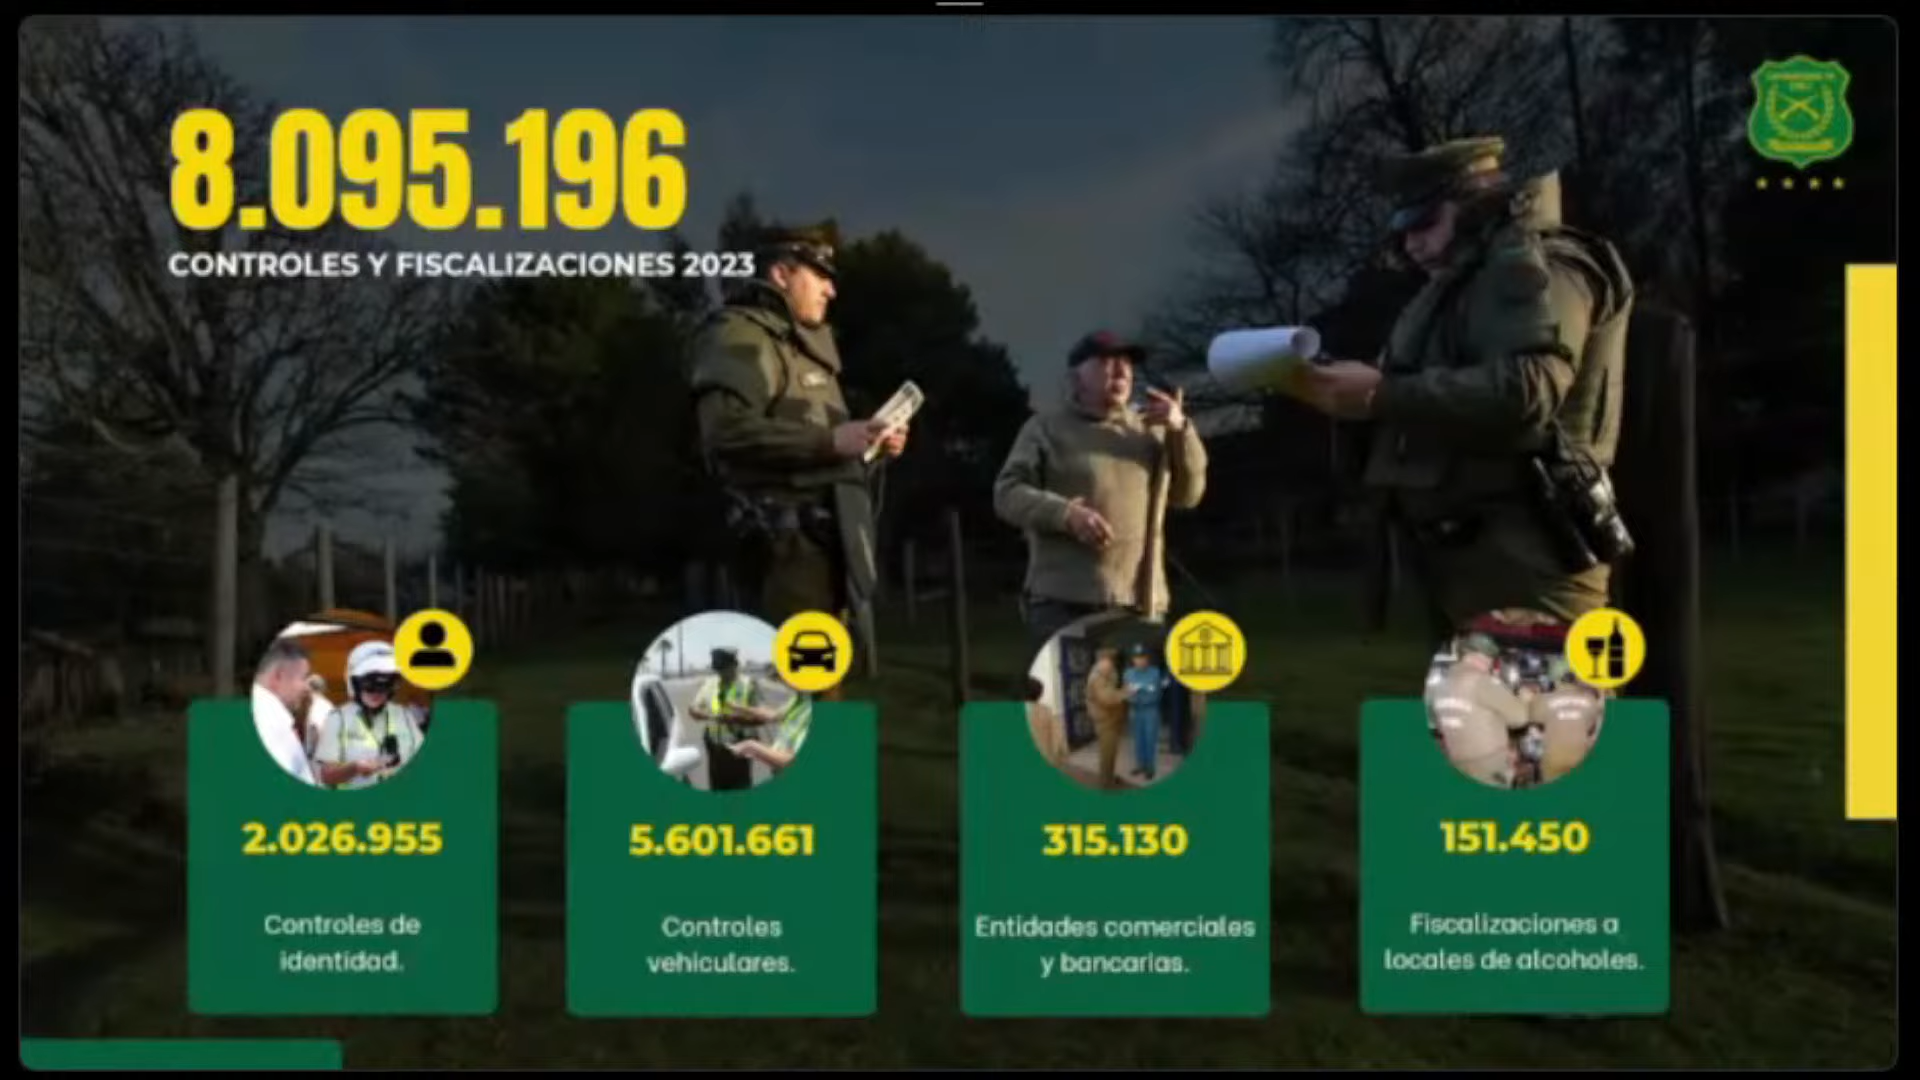 8.095.196
CONTROLES Y FISCALIZACIONES 2023
2.026.955
Controles de
identidad.
5.601.661
Controles
vehiculares.
315.130
Entidades comerciales
y bancarias.
151.450
Fiscalizaciones a
locales de alcoholes.